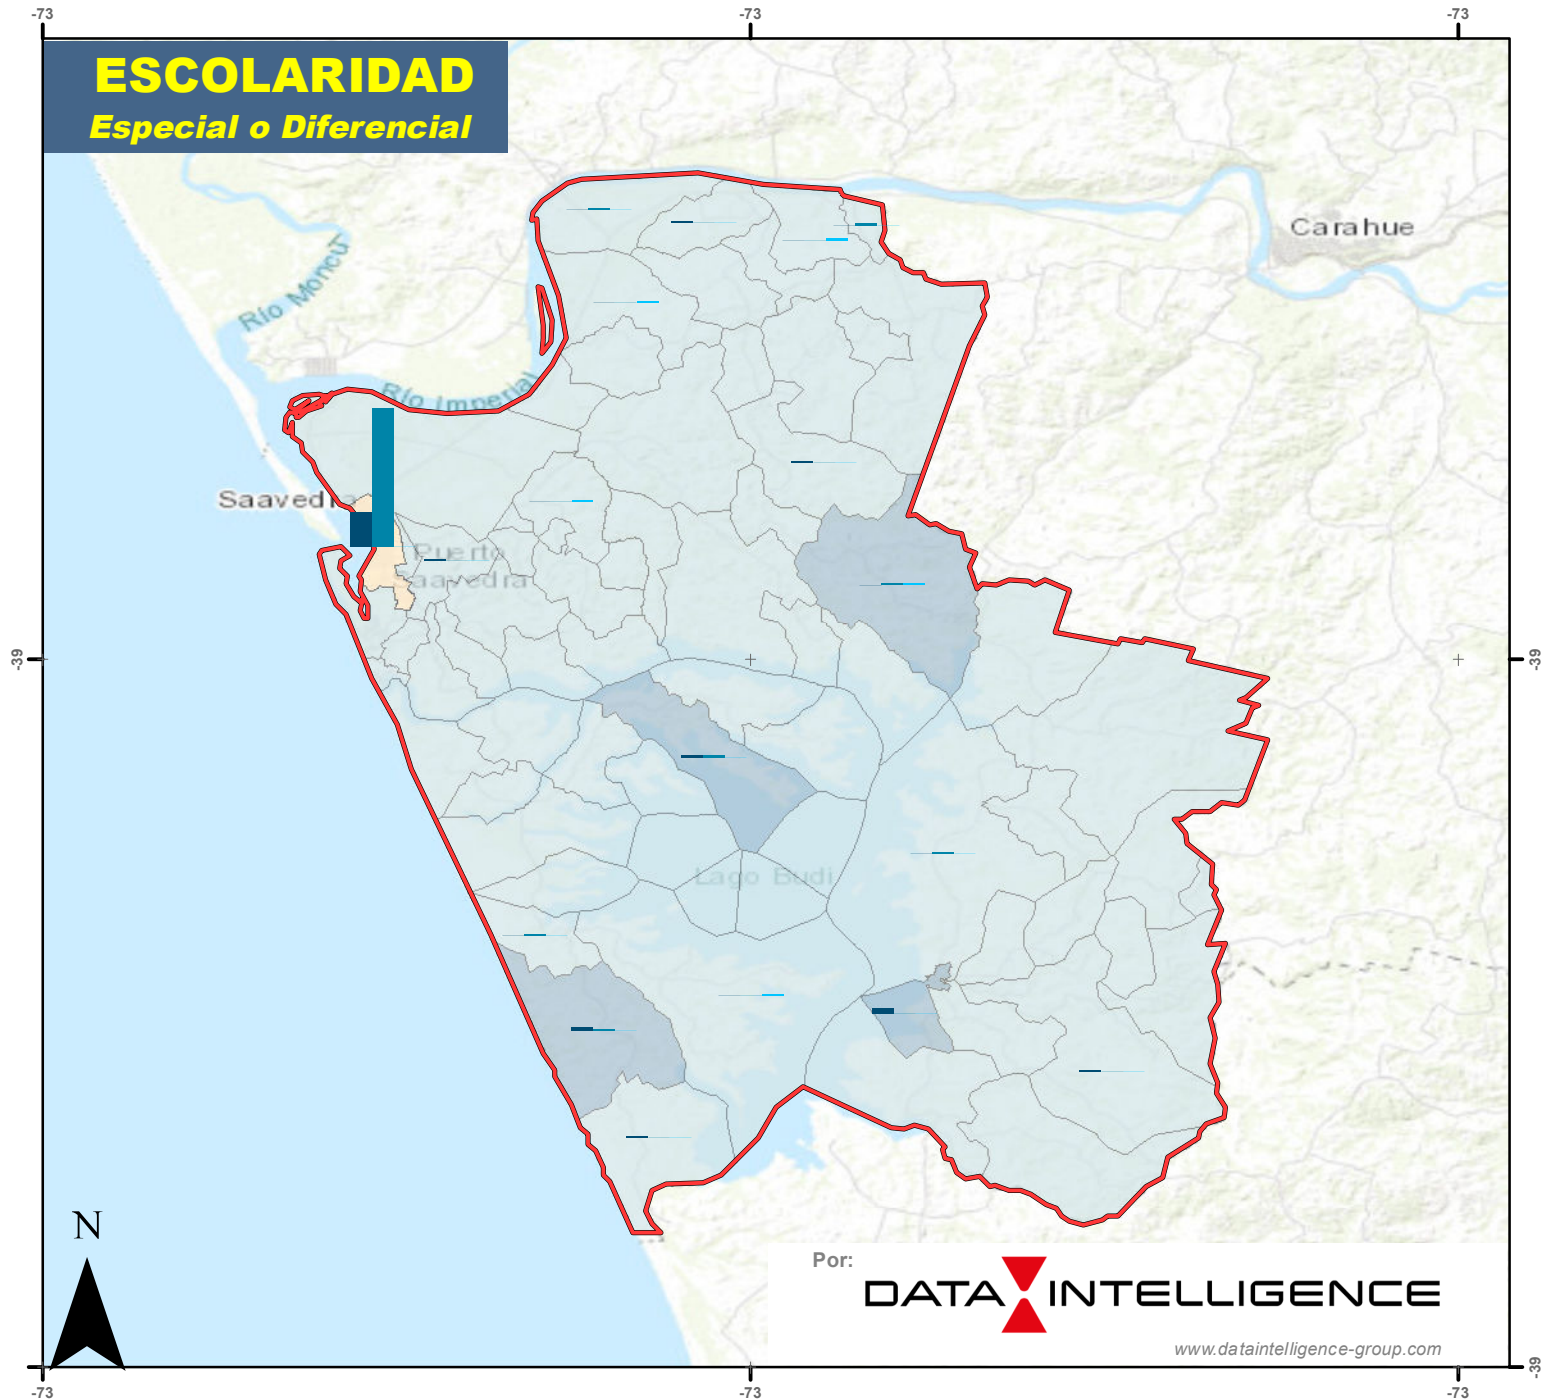 -73
-73
-73
ESCOLARIDAD
Especial o Diferencial
Carahue
Río Moncul
Río Imperial
Saavedra
Puerto
Saavedra
-39
-39
Lago Budi
N
Por:
DATA INTELLIGENCE
www.dataintelligence-group.com
-39
-73
-73
-73